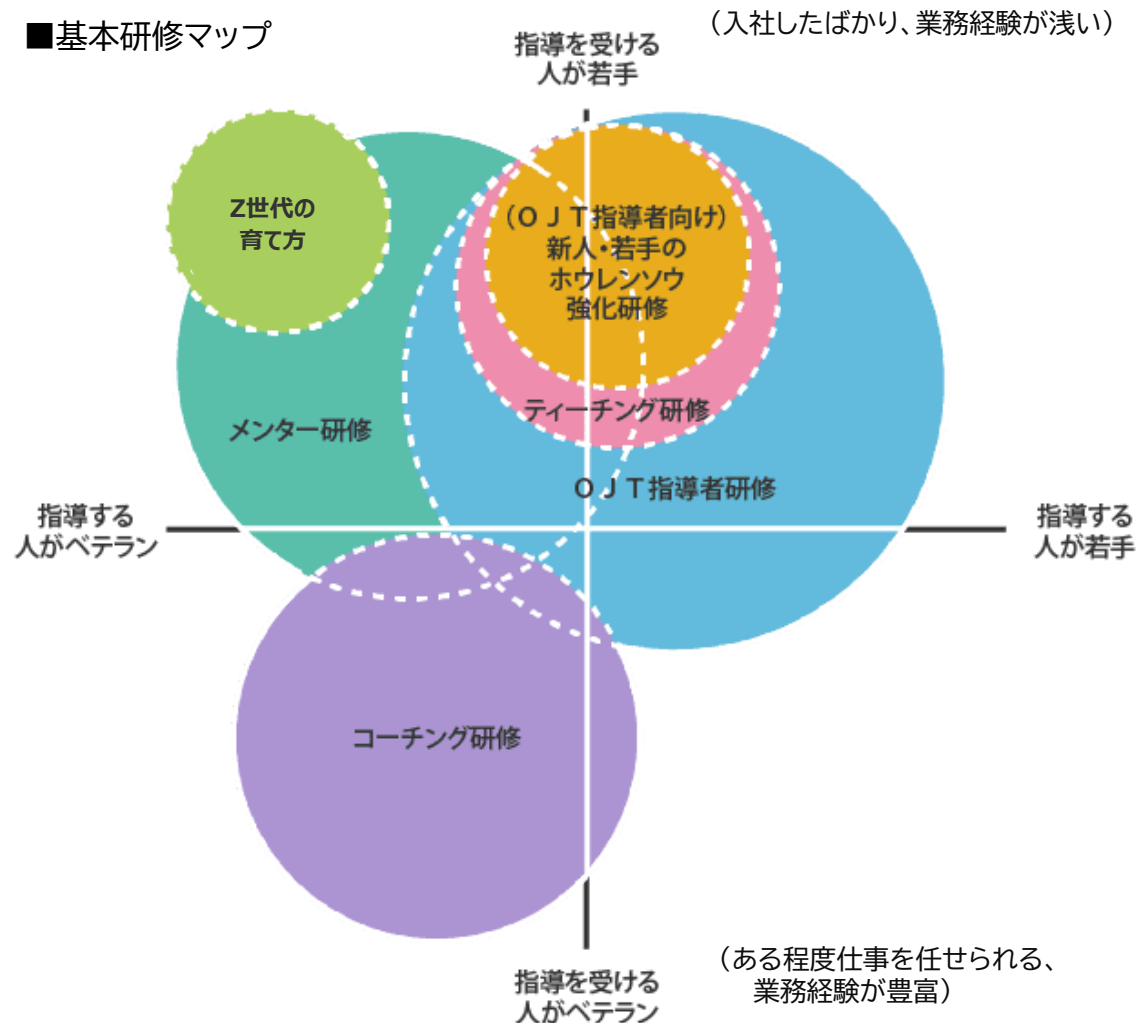 ■基本研修マップ
（入社したばかり、業務経験が浅い）
指導を受ける
人が若手
Z世代の
育て方
（ＯＪＴ指導者向け）
新人・若手の
ホウレンソウ
強化研修
ティーチング研修
メンター研修
ＯＪＴ指導者研修
指導する
人がベテラン
指導する
人が若手
コーチング研修
（ある程度仕事を任せられる、
業務経験が豊富）
指導を受ける
人がベテラン